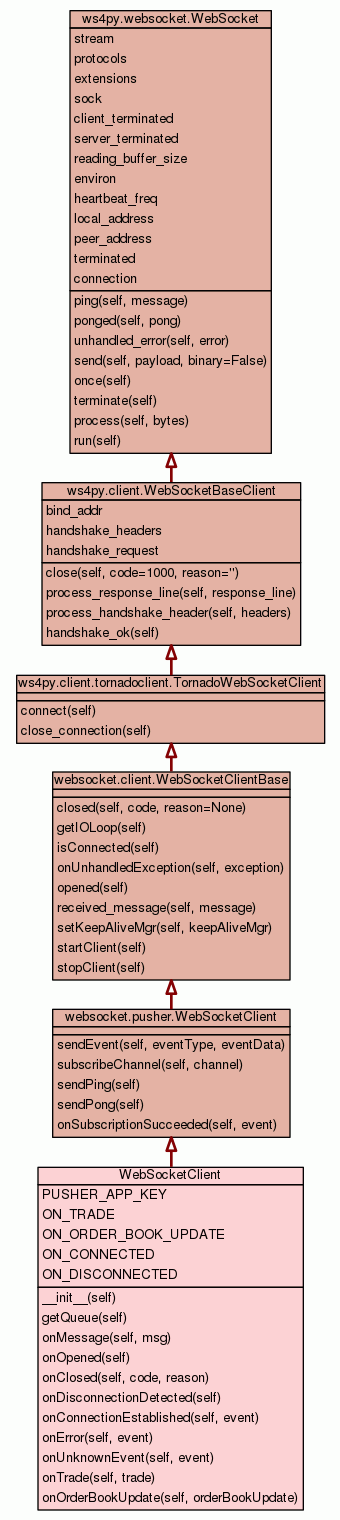 ws4py.websocket.WebSocket
stream
protocols
extensions
sock
client_terminated
server_terminated
reading_buffer_size
environ
heartbeat_freq
local_address
peer_address
terminated
connection
ping(self, message)
ponged(self, pong)
unhandled_error(self, error)
send(self, payload, binary=False)
once(self)
terminate(self)
process(self, bytes)
run(self)
ws4py.client.WebSocketBaseClient
bind_addr
handshake_headers
handshake_request
close(self, code=1000, reason='')
process_response_line(self, response_line)
process_handshake_header(self, headers)
handshake_ok(self)
ws4py.client.tornadoclient.TornadoWebSocketClient
connect(self)
close_connection(self)
websocket.client.WebSocketClientBase
closed(self, code, reason=None)
getIOLoop(self)
isConnected(self)
onUnhandledException(self, exception)
opened(self)
received_message(self, message)
setKeepAliveMgr(self, keepAliveMgr)
startClient(self)
stopClient(self)
websocket.pusher.WebSocketClient
sendEvent(self, eventType, eventData)
subscribeChannel(self, channel)
sendPing(self)
sendPong(self)
onSubscriptionSucceeded(self, event)
WebSocketClient
PUSHER_APP_KEY
ON_TRADE
ON_ORDER_BOOK_UPDATE
ON_CONNECTED
ON_DISCONNECTED
__init__(self)
getQueue(self)
onMessage(self, msg)
onOpened(self)
onClosed(self, code, reason)
onDisconnectionDetected(self)
onConnectionEstablished(self, event)
onError(self, event)
onUnknownEvent(self, event)
onTrade(self, trade)
onOrderBookUpdate(self, orderBookUpdate)